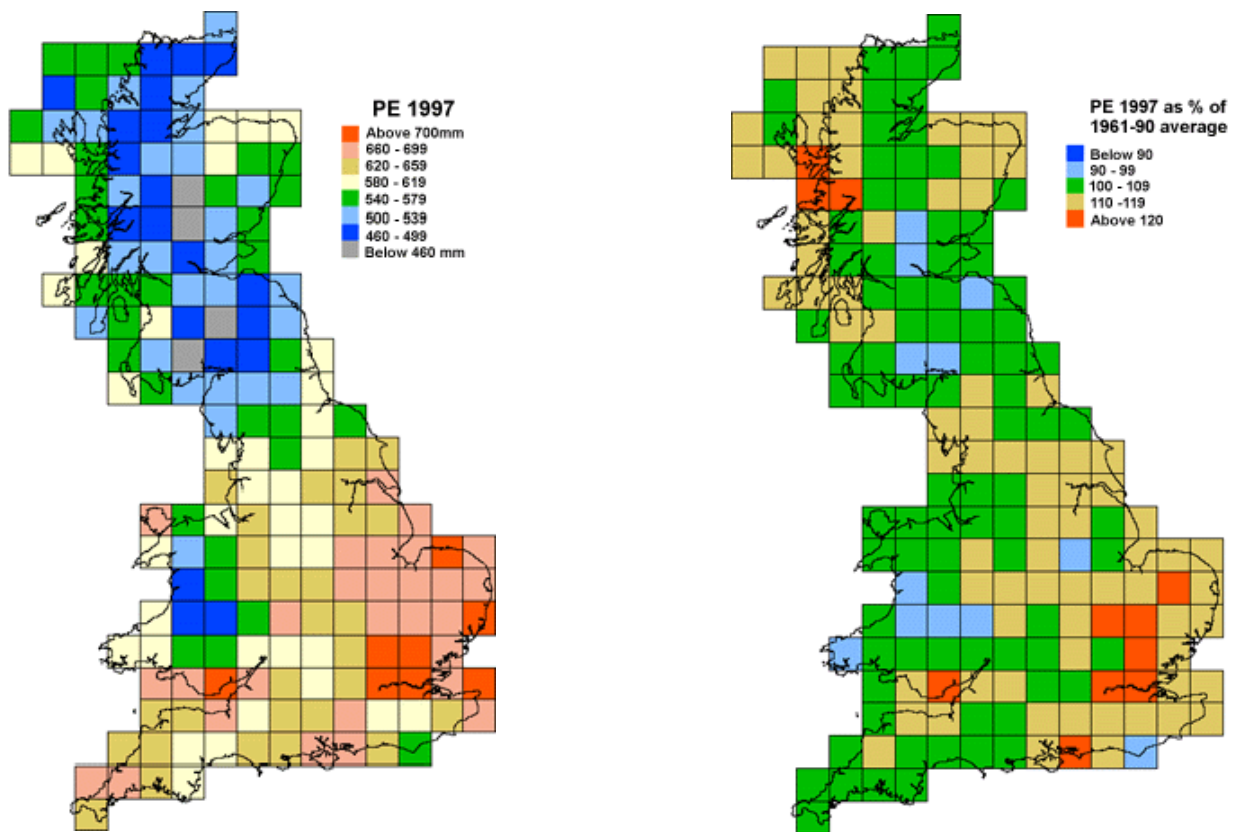 PE 1997
Above 700mm
660 - 699
620 - 659
580 - 619
540 - 579
500 - 539
460 - 499
Below 460 mm
PE 1997 as % of
1961-90 average
Below 90
90 - 99
100 - 109
110 -119
Above 120